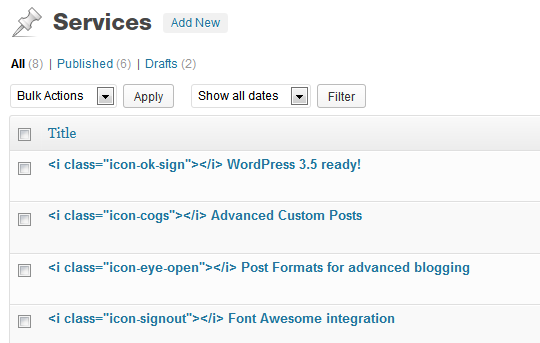 Services Add New
All (8) | Published (6) | Drafts (2)
Bulk Actions Apply Show all dates Filter
Title
<i class="icon-ok-sign"></i> WordPress 3.5 ready!
<i class="icon-cogs"></i> Advanced Custom Posts
<i class="icon-eye-open"></i> Post Formats for advanced blogging
<i class="icon-signout"></i> Font Awesome integration